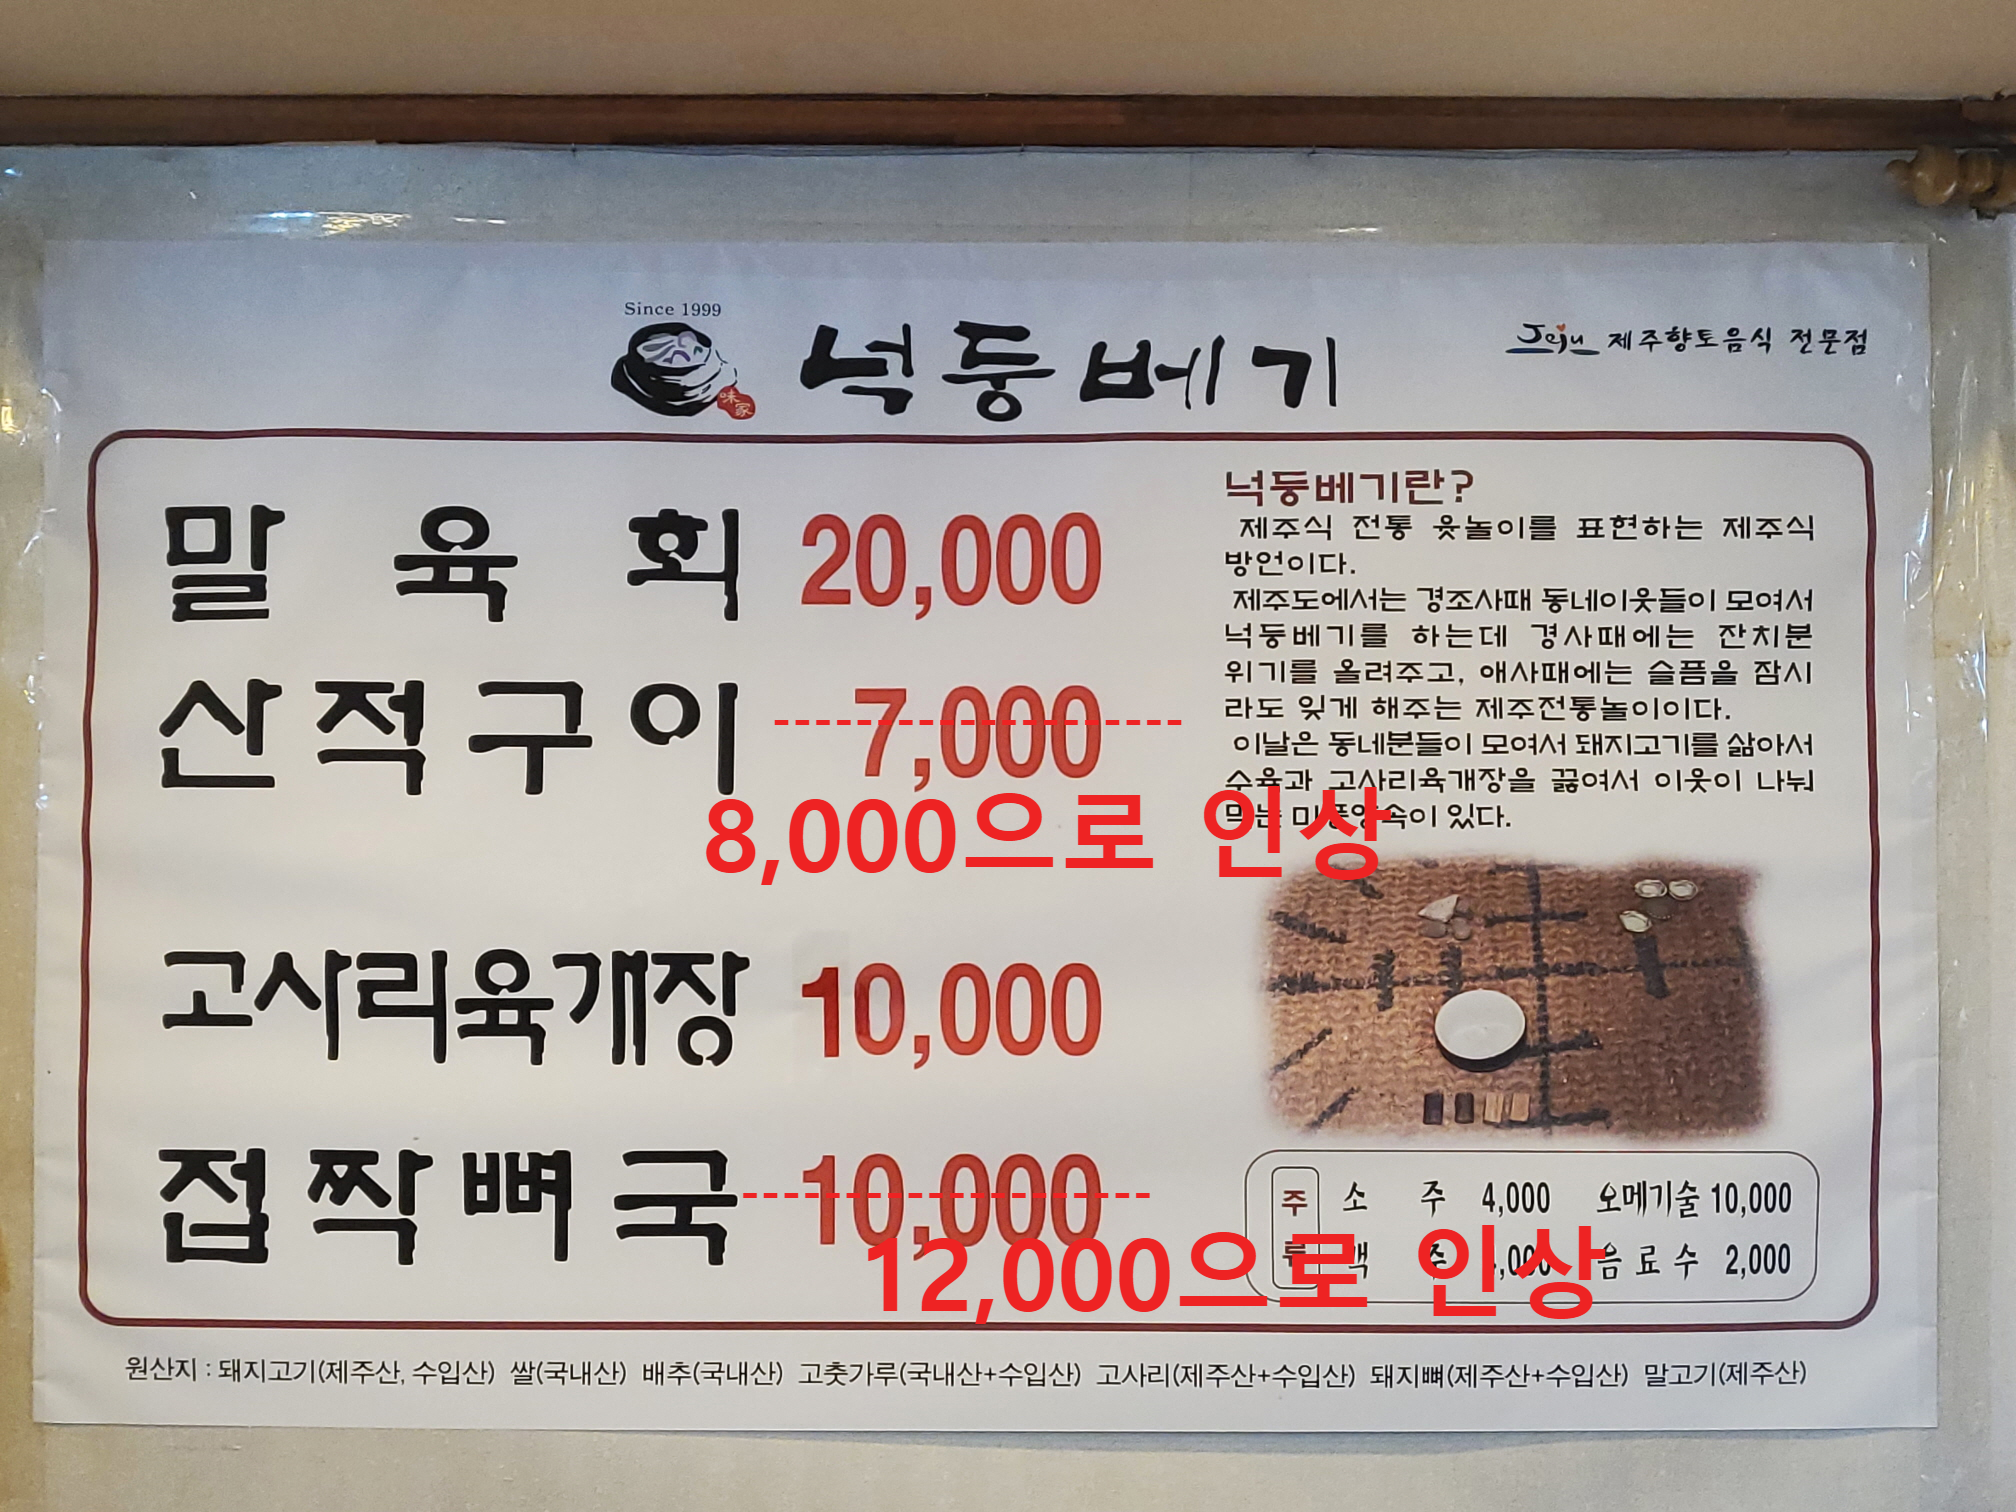 Since 1999
味家
넉둥베기
Jeju 제주향토음식 전문점
말육회 20,000
산적구이 7,000
8,000으로 인상
고사리육개장 10,000
접짝뼈국 10,000
12,000으로 인상
넉둥베기란?
제주식 전통 윷놀이를 표현하는 제주식
방언이다.
제주도에서는 경조사때 동네이웃들이 모여서
넉둥베기를 하는데 경사때에는 잔치분
위기를 올려주고, 애사때에는 슬픔을 잠시
라도 잊게 해주는 제주전통놀이이다.
이날은 동네분들이 모여서 돼지고기를 삶아서
수육과 고사리육개장을 끓여서 이웃이 나눠
먹는 미풍양속이 있다.
주류
소주 4,000 오메기술 10,000
맥주 음료수 2,000
원산지 : 돼지고기(제주산, 수입산) 쌀(국내산) 배추(국내산) 고춧가루(국내산+수입산) 고사리(제주산+수입산) 돼지뼈(제주산+수입산) 말고기(제주산)